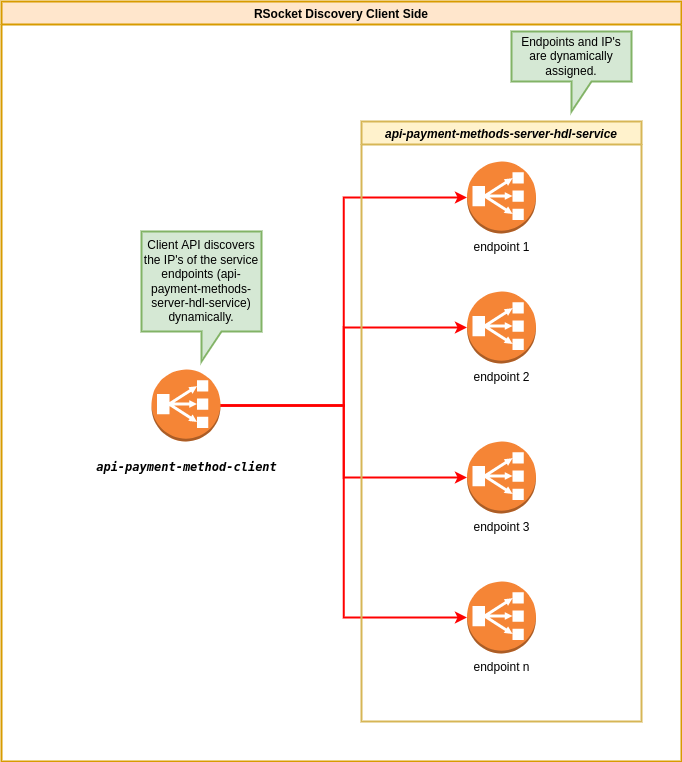 RSocket Discovery Client Side
Endpoints and IP's
are dynamically
assigned.
api-payment-methods-server-hdl-service
endpoint 1
Client API discovers
the IP's of the service
endpoints (api-
payment-methods-
server-hdl-service)
dynamically.
endpoint 2
api-payment-method-client
endpoint 3
endpoint n